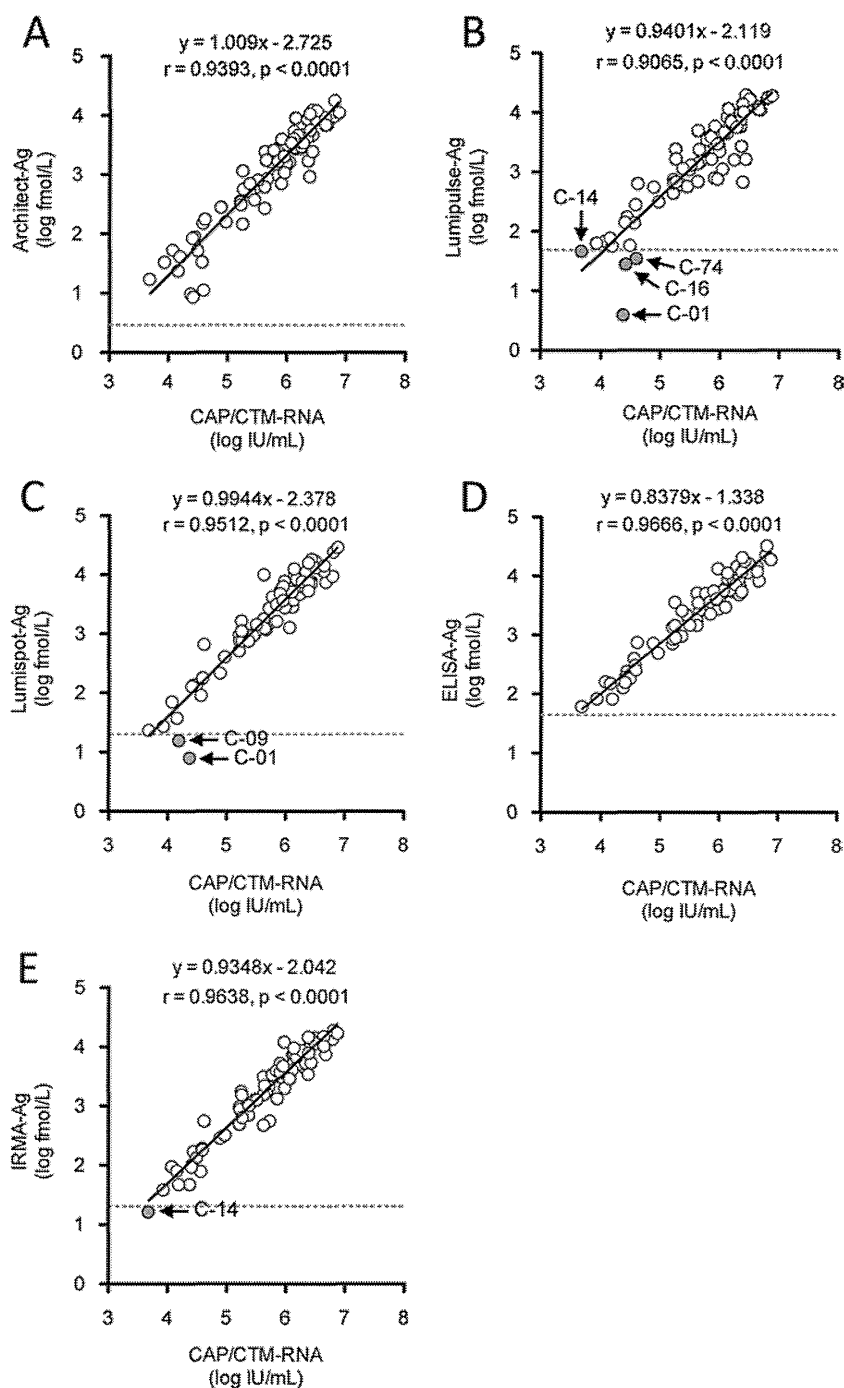 A
y = 1.009x - 2.725
r = 0.9393, p < 0.0001
Architect-Ag
(log fmol/L)
5
4
3
2
1
0
3 4 5 6 7 8
CAP/CTM-RNA
(log IU/mL)
B
y = 0.9401x - 2.119
r = 0.9065, p < 0.0001
Lumipulse-Ag
(log fmol/L)
5
4
3
2
1
0
C-14
C-74
C-16
C-01
3 4 5 6 7 8
CAP/CTM-RNA
(log IU/mL)
C
y = 0.9944x - 2.378
r = 0.9512, p < 0.0001
Lumispot-Ag
(log fmol/L)
5
4
3
2
1
0
C-09
C-01
3 4 5 6 7 8
CAP/CTM-RNA
(log IU/mL)
D
y = 0.8379x - 1.338
r = 0.9666, p < 0.0001
ELISA-Ag
(log fmol/L)
5
4
3
2
1
0
3 4 5 6 7 8
CAP/CTM-RNA
(log IU/mL)
E
y = 0.9348x - 2.042
r = 0.9638, p < 0.0001
IRMA-Ag
(log fmol/L)
5
4
3
2
1
0
C-14
3 4 5 6 7 8
CAP/CTM-RNA
(log IU/mL)